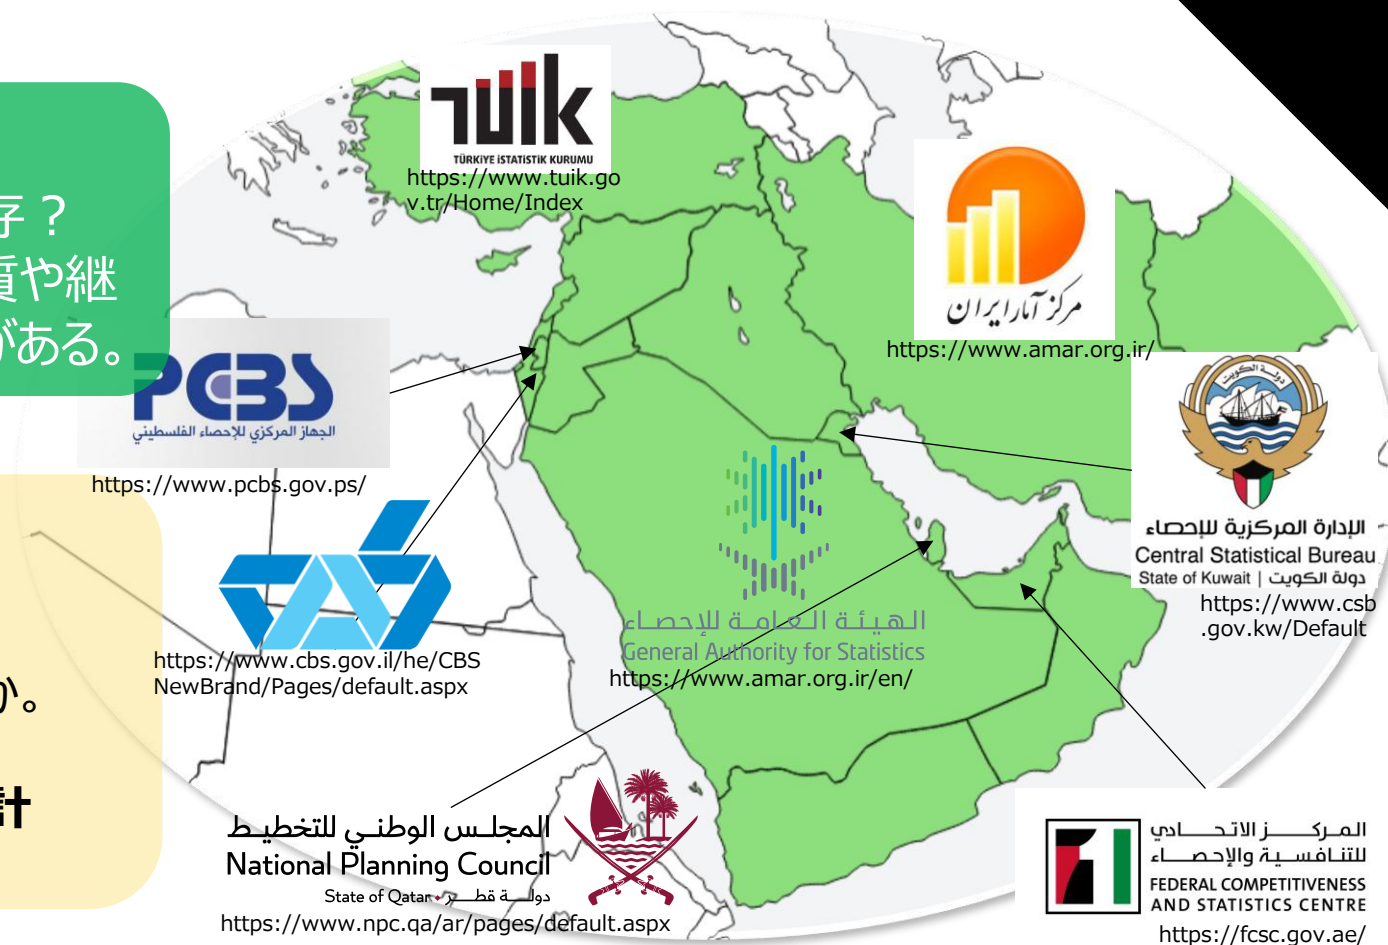 存？
質や継
がある。
か。
計
TUiK
TÜRKİYE İSTATİSTİK KURUMU
https://www.tuik.go
v.tr/Home/Index
مرکز آمار ایران
https://www.amar.org.ir/
PCBS
الجهاز المركزي للإحصاء الفلسطيني
https://www.pcbs.gov.ps/
دولة الكويت
الإدارة المركزية للإحصاء
Central Statistical Bureau
State of Kuwait | دولة الكويت
https://www.csb
.gov.kw/Default
https://www.cbs.gov.il/he/CBS
NewBrand/Pages/default.aspx
الهيئة العامة للإحصاء
General Authority for Statistics
https://www.amar.org.ir/en/
المجلس الوطني للتخطيط
National Planning Council
State of Qatar • دولة قطر
https://www.npc.qa/ar/pages/default.aspx
المركز الاتحادي
للتنافسية والإحصاء
FEDERAL COMPETITIVENESS
AND STATISTICS CENTRE
https://fcsc.gov.ae/